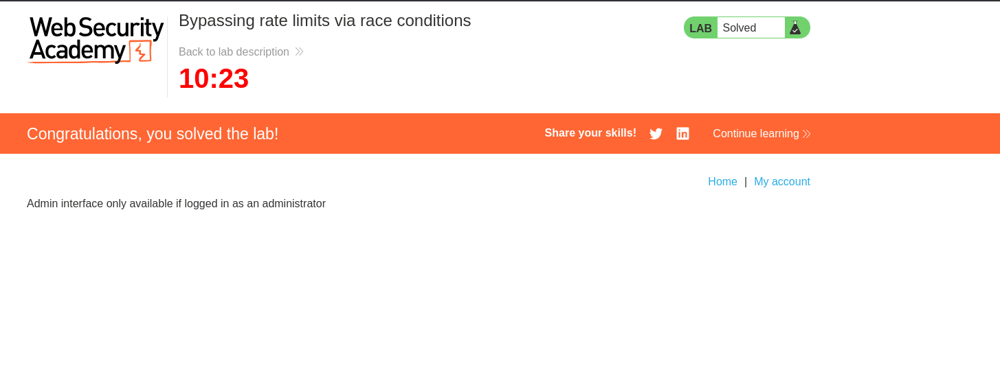 Web Security
Academy
Bypassing rate limits via race conditions
LAB Solved
Back to lab description
10:23
Congratulations, you solved the lab!
Share your skills!
in
Continue learning
Home | My account
Admin interface only available if logged in as an administrator